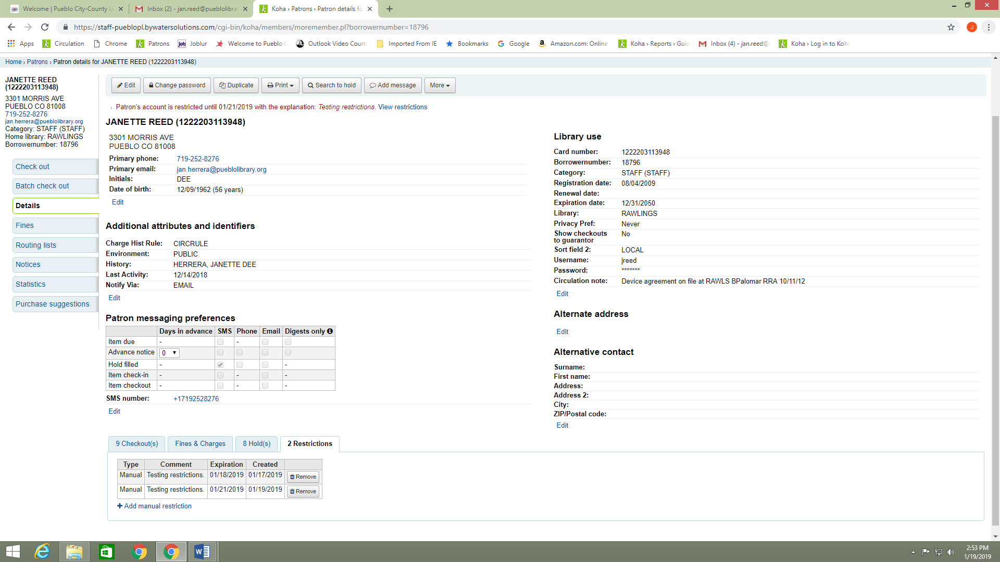 Welcome | Pueblo City-County Li
Inbox (2) - jan.reed@pueblolibrar
Koha › Patrons › Patron details fo
https://staff-pueblopl.bywatersolutions.com/cgi-bin/koha/members/moremember.pl?borrowernumber=18796
J
Apps Circulation Chrome Patrons Joblur Welcome to Pueblo C Outlook Video Cours Imported From IE Bookmarks Google Amazon.com: Online Koha › Reports › Guid Inbox (4) - jan.reed@ Koha › Log in to Koha
Home › Patrons › Patron details for JANETTE REED (1222203113948)
JANETTE REED
(1222203113948)
3301 MORRIS AVE
PUEBLO CO 81008
719-252-8276
jan.herrera@pueblolibrary.org
Category: STAFF (STAFF)
Home library: RAWLINGS
Borrowernumber: 18796
Check out
Batch check out
Details
Fines
Routing lists
Notices
Statistics
Purchase suggestions
Edit Change password Duplicate Print Search to hold Add message More
Patron's account is restricted until 01/21/2019 with the explanation: Testing restrictions. View restrictions
JANETTE REED (1222203113948)
3301 MORRIS AVE
PUEBLO CO 81008
Primary phone: 719-252-8276
Primary email: jan.herrera@pueblolibrary.org
Initials: DEE
Date of birth: 12/09/1962 (56 years)
Edit
Additional attributes and identifiers
Charge Hist Rule: CIRCRULE
Environment: PUBLIC
History: HERRERA, JANETTE DEE
Last Activity: 12/14/2018
Notify Via: EMAIL
Edit
Patron messaging preferences
Days in advance SMS Phone Email Digests only
Item due - -
Advance notice 0
Hold filled - -
Item check-in - - -
Item checkout - - -
SMS number: +17192528276
Edit
Library use
Card number: 1222203113948
Borrowernumber: 18796
Category: STAFF (STAFF)
Registration date: 08/04/2009
Renewal date:
Expiration date: 12/31/2050
Library: RAWLINGS
Privacy Pref: Never
Show checkouts to guarantor No
Sort field 2: LOCAL
Username: jreed
Password: *******
Circulation note: Device agreement on file at RAWLS BPalomar RRA 10/11/12
Edit
Alternate address
Edit
Alternative contact
Surname:
First name:
Address:
Address 2:
City:
ZIP/Postal code:
Edit
9 Checkout(s) Fines & Charges 8 Hold(s) 2 Restrictions
Type Comment Expiration Created
Manual Testing restrictions. 01/18/2019 01/17/2019 Remove
Manual Testing restrictions. 01/21/2019 01/19/2019 Remove
Add manual restriction
2:53 PM
1/19/2019